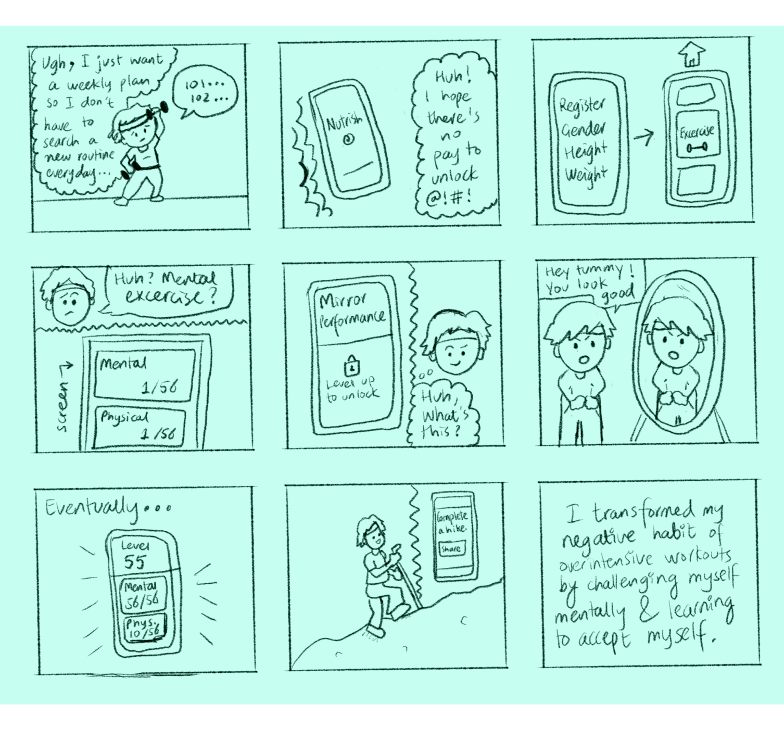 Ugh, I just want
a weekly plan
so I don't
have to
search a
new routine
everyday...
101...
102...
Nutrish
Huh!
I hope
there's
no
pay to
unlock
@!#!
Register
Gender
Height
Weight
Exercise
Huh? Mental
excercise?
screen
Mental
1/56
Physical
1/56
Mirror
Performance
Level up
to unlock
Huh,
What's
this?
Hey tummy!
You look
good
Eventually...
Level
55
Mental
56/56
Phys.
10/56
Complete
a hike.
Share
I transformed my
negative habit of
overintensive workouts
by challenging myself
mentally & learning
to accept myself.